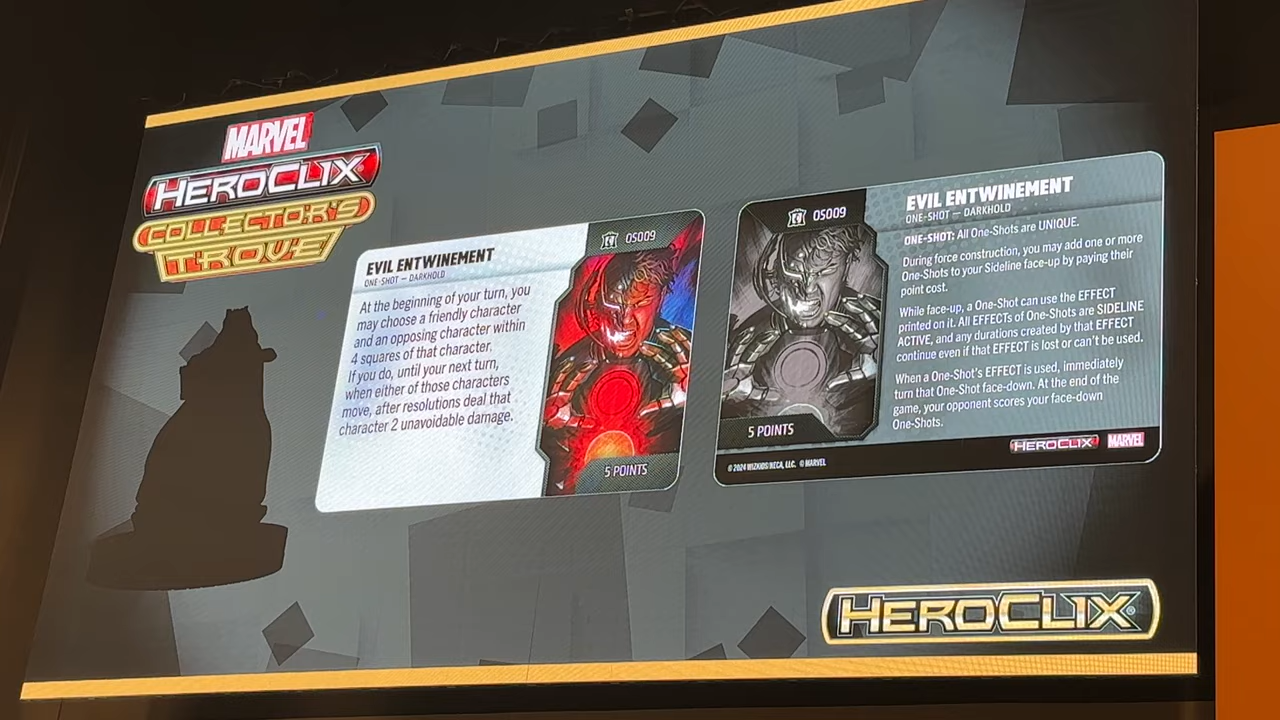 MARVEL
HEROCLIX
COLLECTOR'S
TROVE
EVIL ENTWINEMENT
ONE-SHOT — DARKHOLD
At the beginning of your turn, you
may choose a friendly character
and an opposing character within
4 squares of that character.
If you do, until your next turn,
when either of those characters
move, after resolutions deal that
character 2 unavoidable damage.
OS009
5 POINTS
OS009
5 POINTS
EVIL ENTWINEMENT
ONE-SHOT — DARKHOLD
ONE-SHOT: All One-Shots are UNIQUE.
During force construction, you may add one or more
One-Shots to your Sideline face-up by paying their
point cost.
While face-up, a One-Shot can use the EFFECT
printed on it. All EFFECTs of One-Shots are SIDELINE
ACTIVE, and any durations created by that EFFECT
continue even if that EFFECT is lost or can't be used.
When a One-Shot's EFFECT is used, immediately
turn that One-Shot face-down. At the end of the
game, your opponent scores your face-down
One-Shots.
© 2024 WIZKIDS/NECA, LLC. © MARVEL
HEROCLIX MARVEL
HEROCLIX®